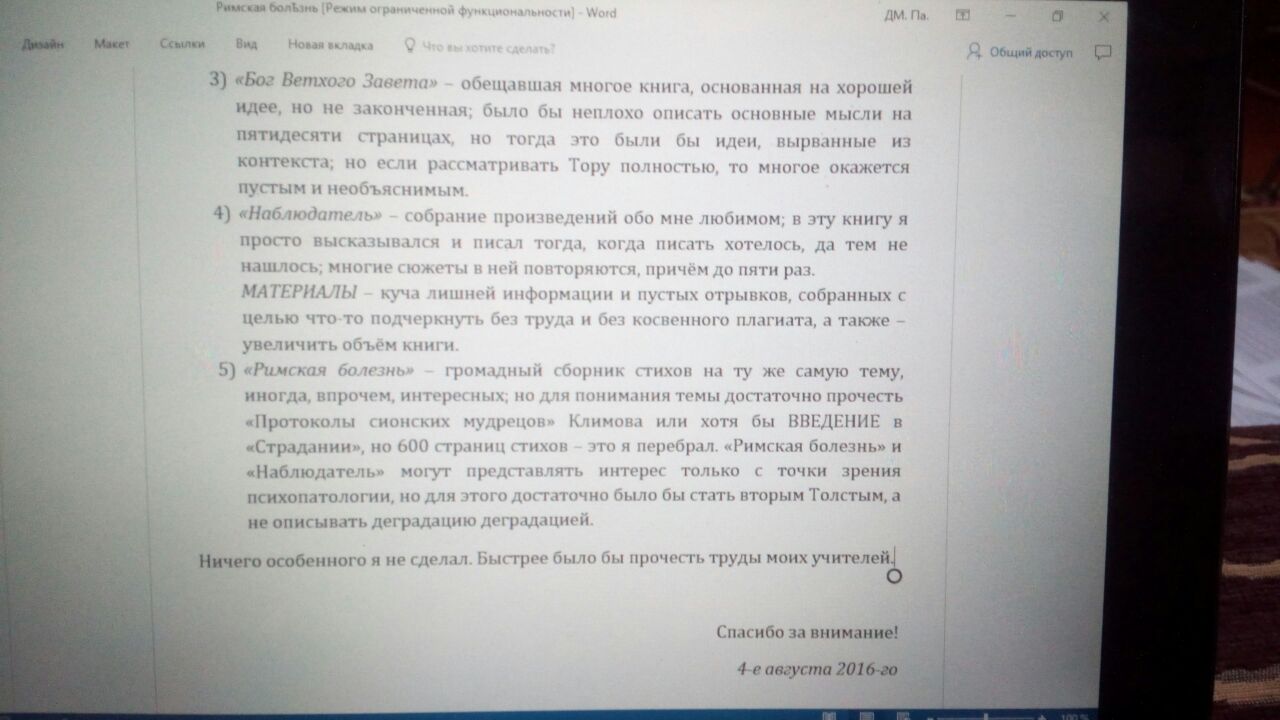 Римская болѣзнь [Режим ограниченной функциональности] - Word
ДМ. Па.
Дизайн Макет Ссылки Вид Новая вкладка Что вы хотите сделать? Общий доступ
3) «Бог Ветхого Завета» – обещавшая многое книга, основанная на хорошей
идее, но не законченная; было бы неплохо описать основные мысли на
пятидесяти страницах, но тогда это были бы идеи, вырванные из
контекста; но если рассматривать Тору полностью, то многое окажется
пустым и необъяснимым.
4) «Наблюдатель» – собрание произведений обо мне любимом; в эту книгу я
просто высказывался и писал тогда, когда писать хотелось, да тем не
нашлось; многие сюжеты в ней повторяются, причём до пяти раз.
МАТЕРИАЛЫ – куча лишней информации и пустых отрывков, собранных с
целью что-то подчеркнуть без труда и без косвенного плагиата, а также –
увеличить объём книги.
5) «Римская болезнь» – громадный сборник стихов на ту же самую тему,
иногда, впрочем, интересных; но для понимания темы достаточно прочесть
«Протоколы сионских мудрецов» Климова или хотя бы ВВЕДЕНИЕ в
«Страдании», но 600 страниц стихов – это я перебрал. «Римская болезнь» и
«Наблюдатель» могут представлять интерес только с точки зрения
психопатологии, но для этого достаточно было бы стать вторым Толстым, а
не описывать деградацию деградацией.
Ничего особенного я не сделал. Быстрее было бы прочесть труды моих учителей.
Спасибо за внимание!
4-е августа 2016-го
100 %